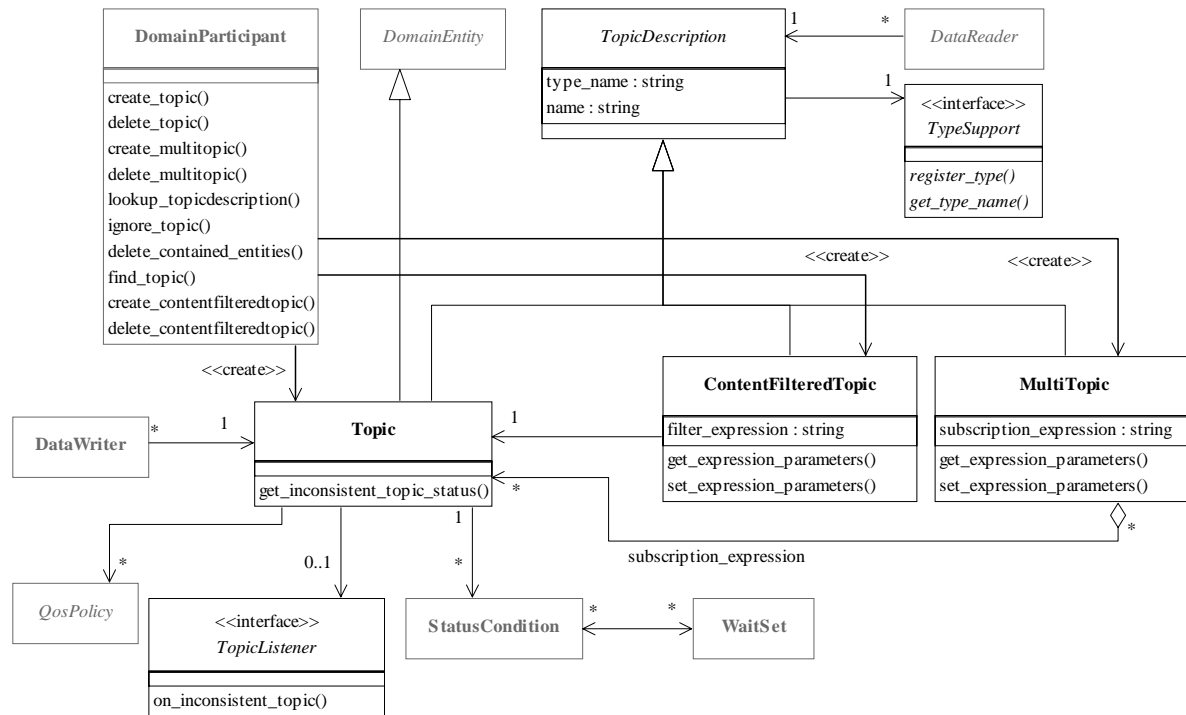 DomainParticipant
create_topic()
delete_topic()
create_multitopic()
delete_multitopic()
lookup_topicdescription()
ignore_topic()
delete_contained_entities()
find_topic()
create_contentfilteredtopic()
delete_contentfilteredtopic()
DomainEntity
TopicDescription
type_name : string
name : string
1
*
DataReader
1
<<interface>>
TypeSupport
register_type()
get_type_name()
<<create>>
<<create>>
<<create>>
ContentFilteredTopic
filter_expression : string
get_expression_parameters()
set_expression_parameters()
MultiTopic
subscription_expression : string
get_expression_parameters()
set_expression_parameters()
DataWriter
*
1
Topic
get_inconsistent_topic_status()
1
*
*
subscription_expression
*
QosPolicy
0..1
<<interface>>
TopicListener
on_inconsistent_topic()
1
*
StatusCondition
*
*
WaitSet